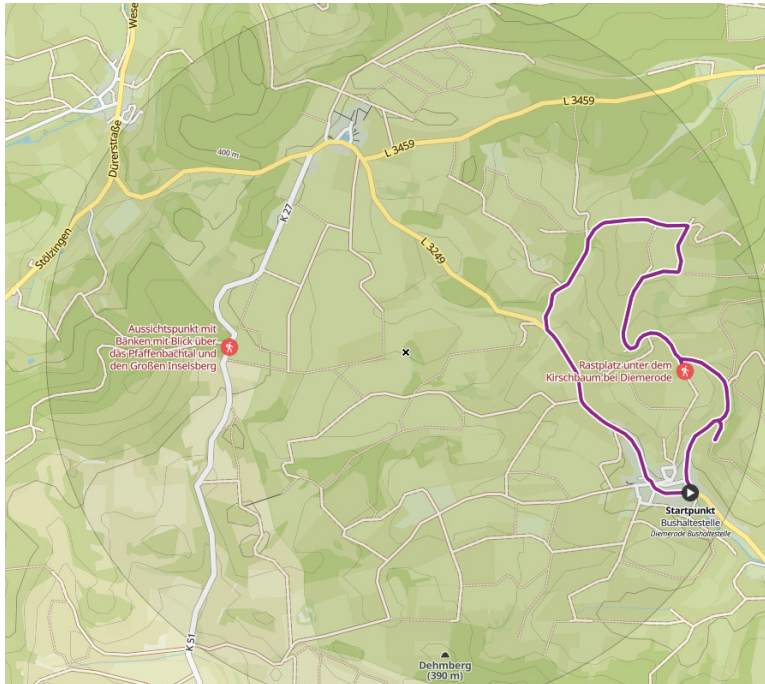 Wese
Dürerstraße
L 3459
400 m
L 3459
K 27
L 3249
Stölzingen
Aussichtspunkt mit
Bänken mit Blick über
das Pfaffenbachtal und
den Großen Inselsberg
Rastplatz unter dem
Kirschbaum bei Diemerode
Startpunkt
Bushaltestelle
Diemerode Bushaltestelle
K 51
Dehmberg
(390 m)